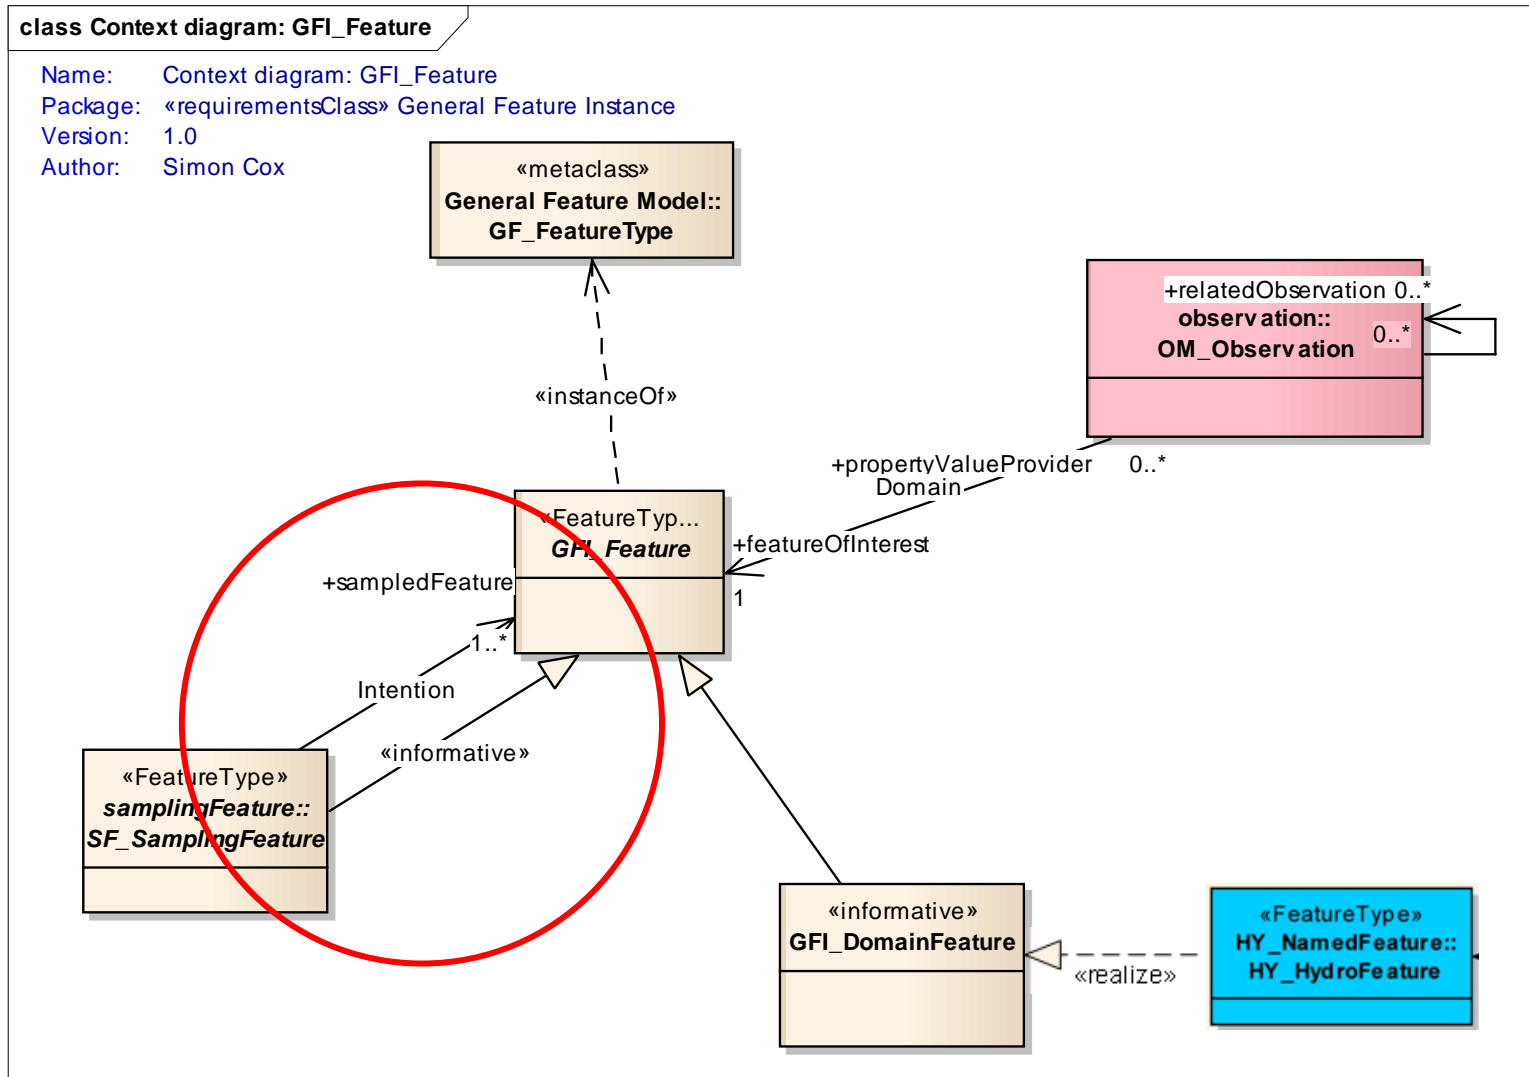 class Context diagram: GFI_Feature
Name: Context diagram: GFI_Feature
Package: «requirementsClass» General Feature Instance
Version: 1.0
Author: Simon Cox
«metaclass»
General Feature Model::
GF_FeatureType
+relatedObservation 0..*
observation::
0..*
OM_Observation
«instanceOf»
+propertyValueProvider 0..*
Domain
«FeatureTyp...
GFI_Feature
+featureOfInterest
+sampledFeature
1
1..*
Intention
«informative»
«FeatureType»
samplingFeature::
SF_SamplingFeature
«informative»
GFI_DomainFeature
«FeatureType»
HY_NamedFeature::
HY_HydroFeature
«realize»